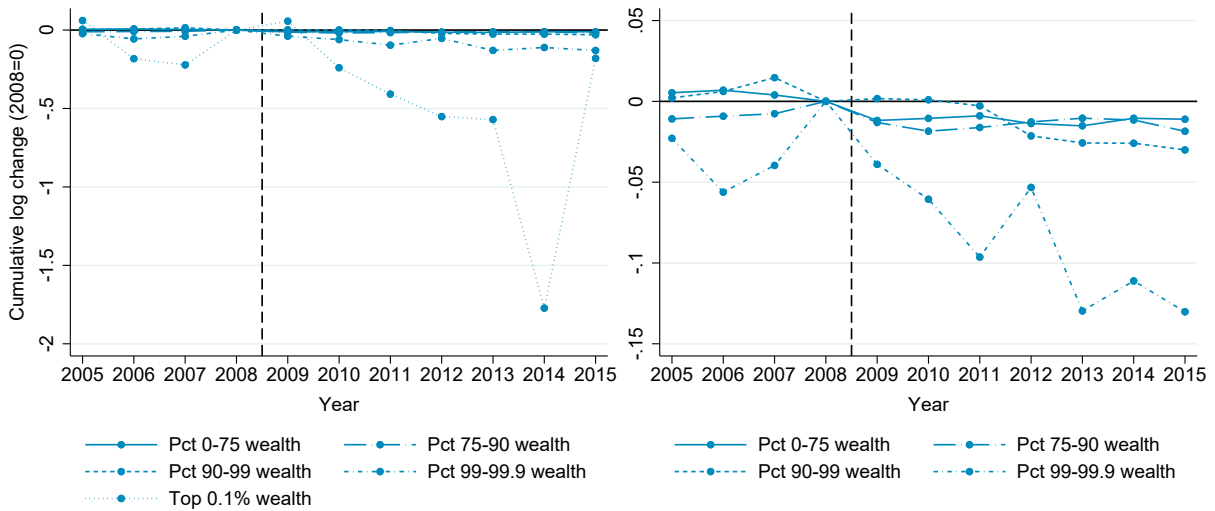 Cumulative log change (2008=0)
0
-.5
-1
-1.5
-2
2005 2006 2007 2008 2009 2010 2011 2012 2013 2014 2015
Year
Pct 0-75 wealth
Pct 75-90 wealth
Pct 90-99 wealth
Pct 99-99.9 wealth
Top 0.1% wealth
.05
0
-.05
-.1
-.15
2005 2006 2007 2008 2009 2010 2011 2012 2013 2014 2015
Year
Pct 0-75 wealth
Pct 75-90 wealth
Pct 90-99 wealth
Pct 99-99.9 wealth